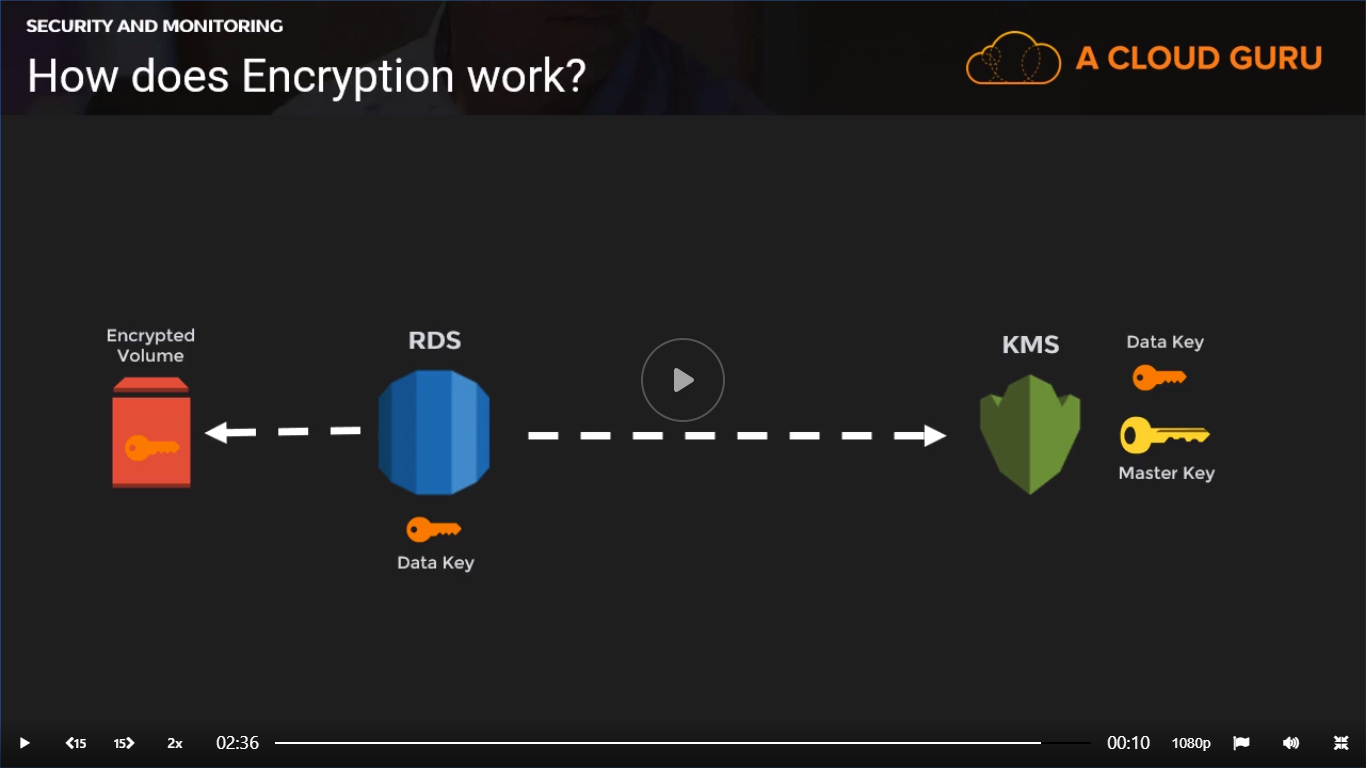 SECURITY AND MONITORING
How does Encryption work?
A CLOUD GURU
Encrypted
Volume
RDS
Data Key
KMS
Data Key
Master Key
15
15
2x
02:36
00:10
1080p